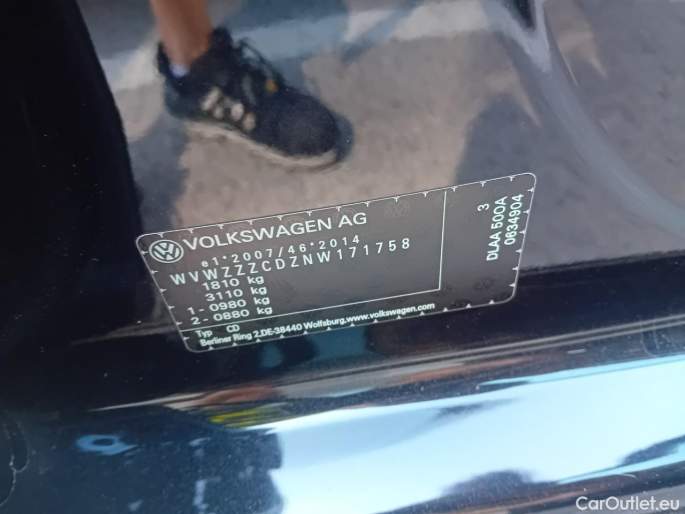 VOLKSWAGEN AG
e1*2007/46*2014
WVWZZZCDZNW171758
1810 kg
3110 kg
1 - 0980 kg
2 - 0880 kg
Typ CD
Berliner Ring 2,DE-38440 Wolfsburg,www.volkswagen.com
3
DLAA 500A
0634904
CarOutlet.eu